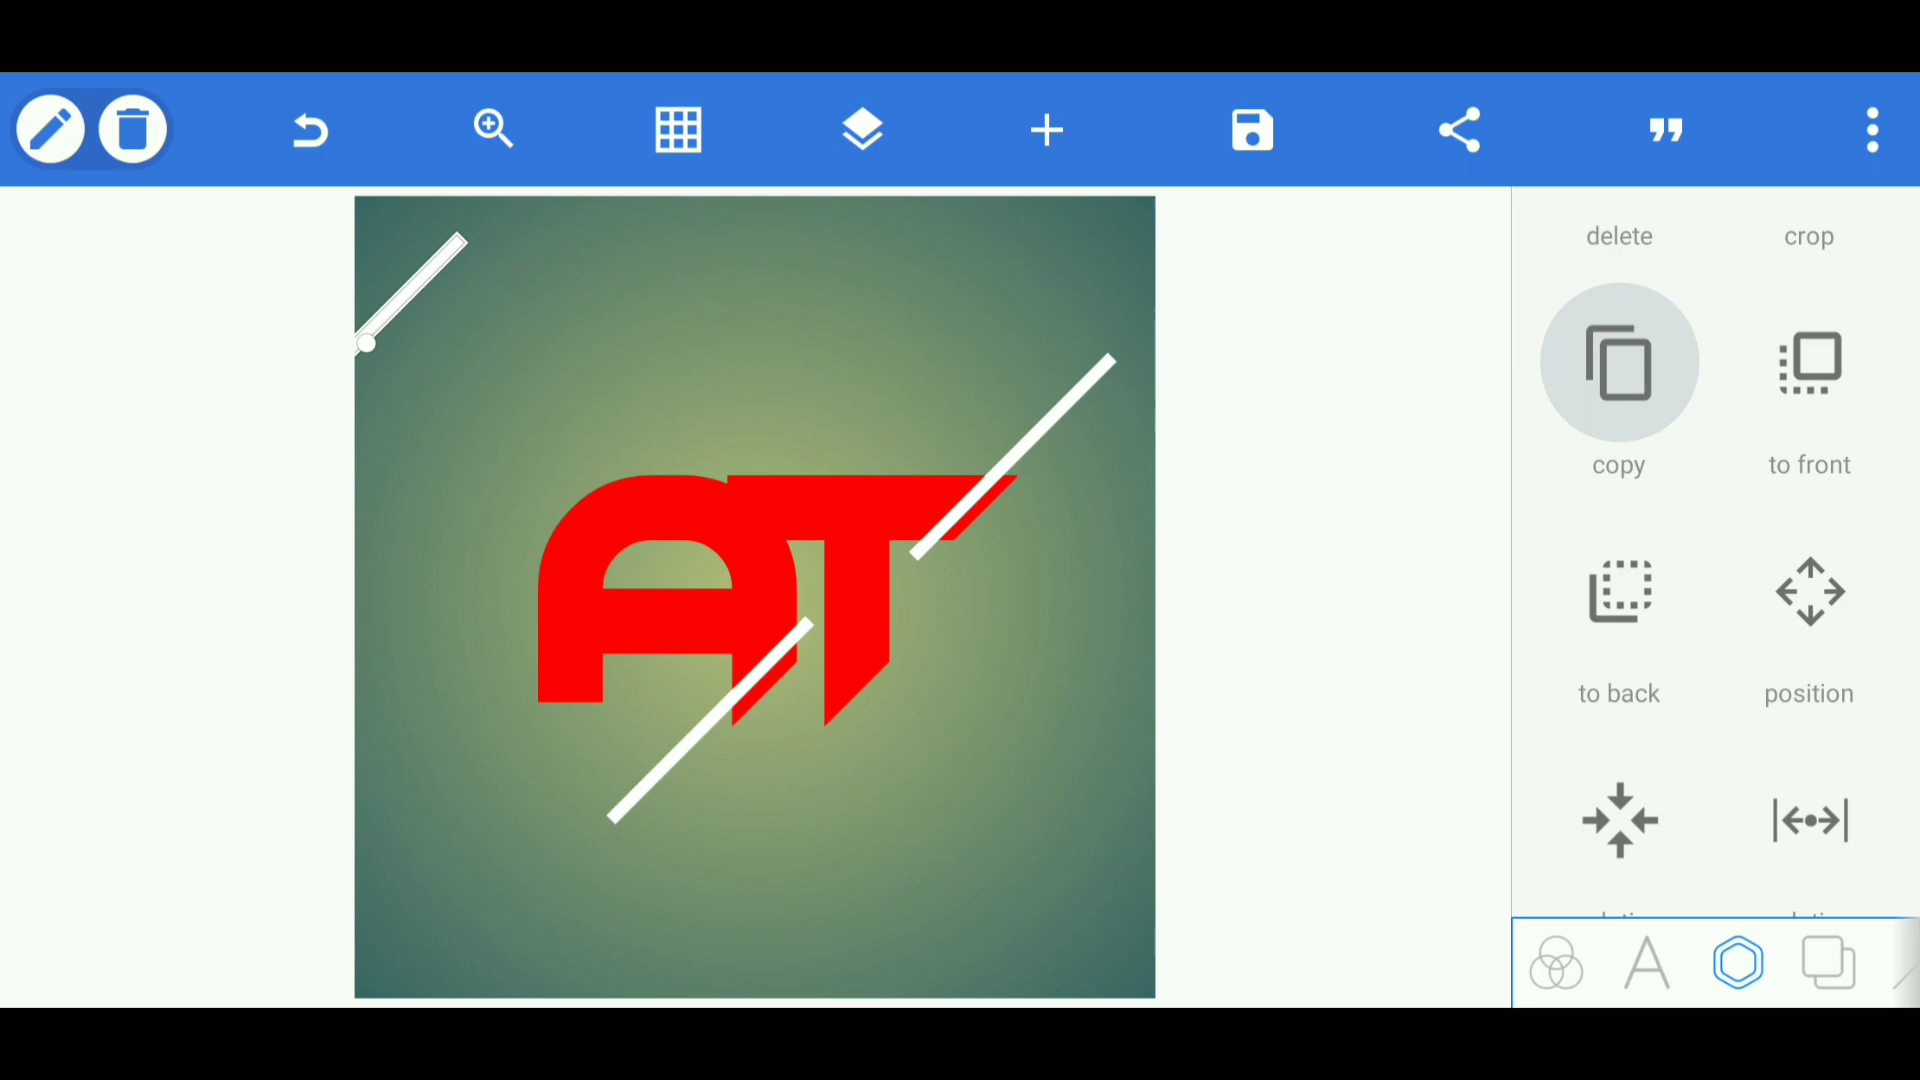 delete
crop
copy
to front
AT
to back
position